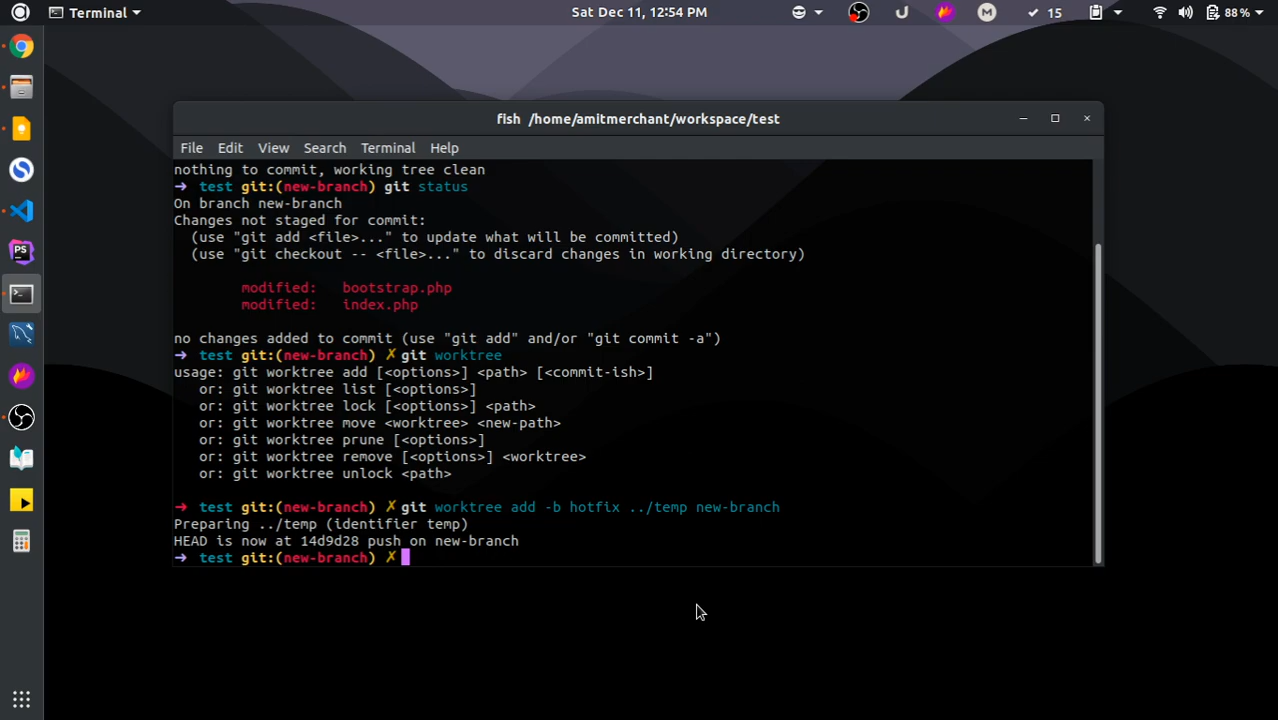 Terminal
Sat Dec 11, 12:54 PM
15
88%
fish /home/amitmerchant/workspace/test
File Edit View Search Terminal Help
nothing to commit, working tree clean
➜ test git:(new-branch) git status
On branch new-branch
Changes not staged for commit:
(use "git add <file>..." to update what will be committed)
(use "git checkout -- <file>..." to discard changes in working directory)
modified: bootstrap.php
modified: index.php
no changes added to commit (use "git add" and/or "git commit -a")
➜ test git:(new-branch) ✗git worktree
usage: git worktree add [<options>] <path> [<commit-ish>]
or: git worktree list [<options>]
or: git worktree lock [<options>] <path>
or: git worktree move <worktree> <new-path>
or: git worktree prune [<options>]
or: git worktree remove [<options>] <worktree>
or: git worktree unlock <path>
➜ test git:(new-branch) ✗git worktree add -b hotfix ../temp new-branch
Preparing ../temp (identifier temp)
HEAD is now at 14d9d28 push on new-branch
➜ test git:(new-branch) ✗
PS